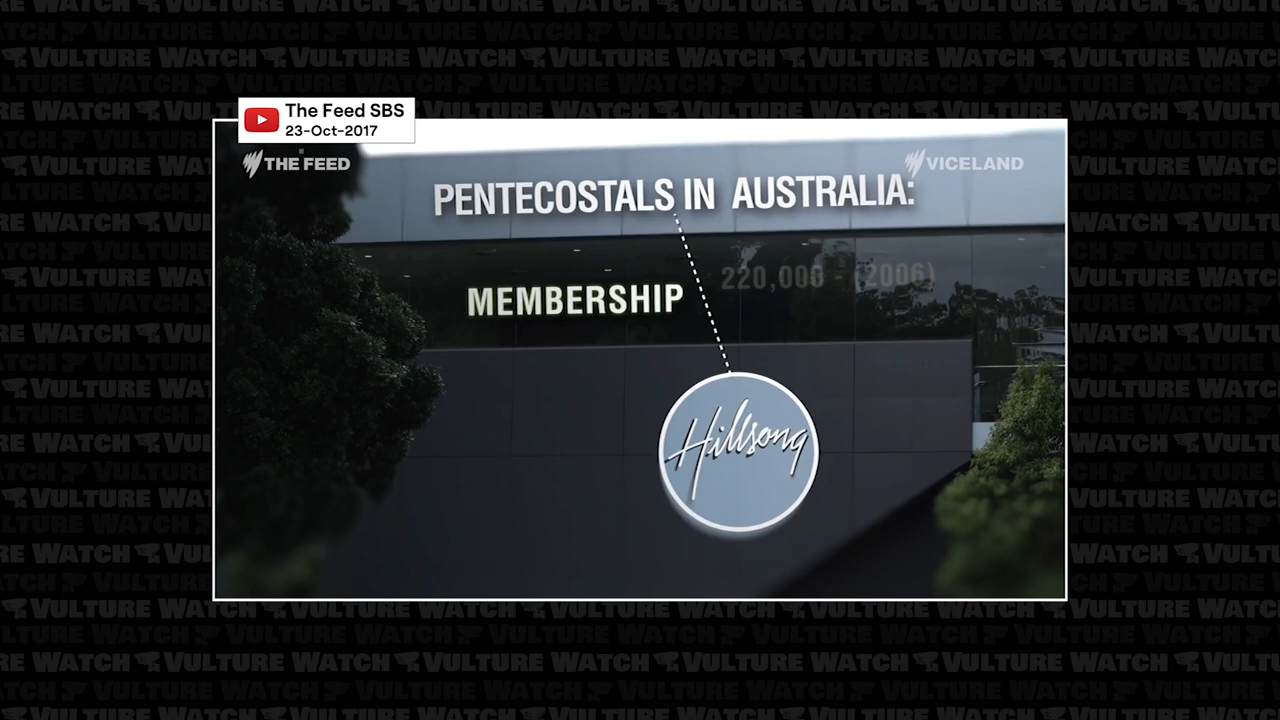 The Feed SBS
23-Oct-2017
THE FEED
VICELAND
PENTECOSTALS IN AUSTRALIA:
220,000 - (2006)
MEMBERSHIP
Hillsong
VULTURE WATCH